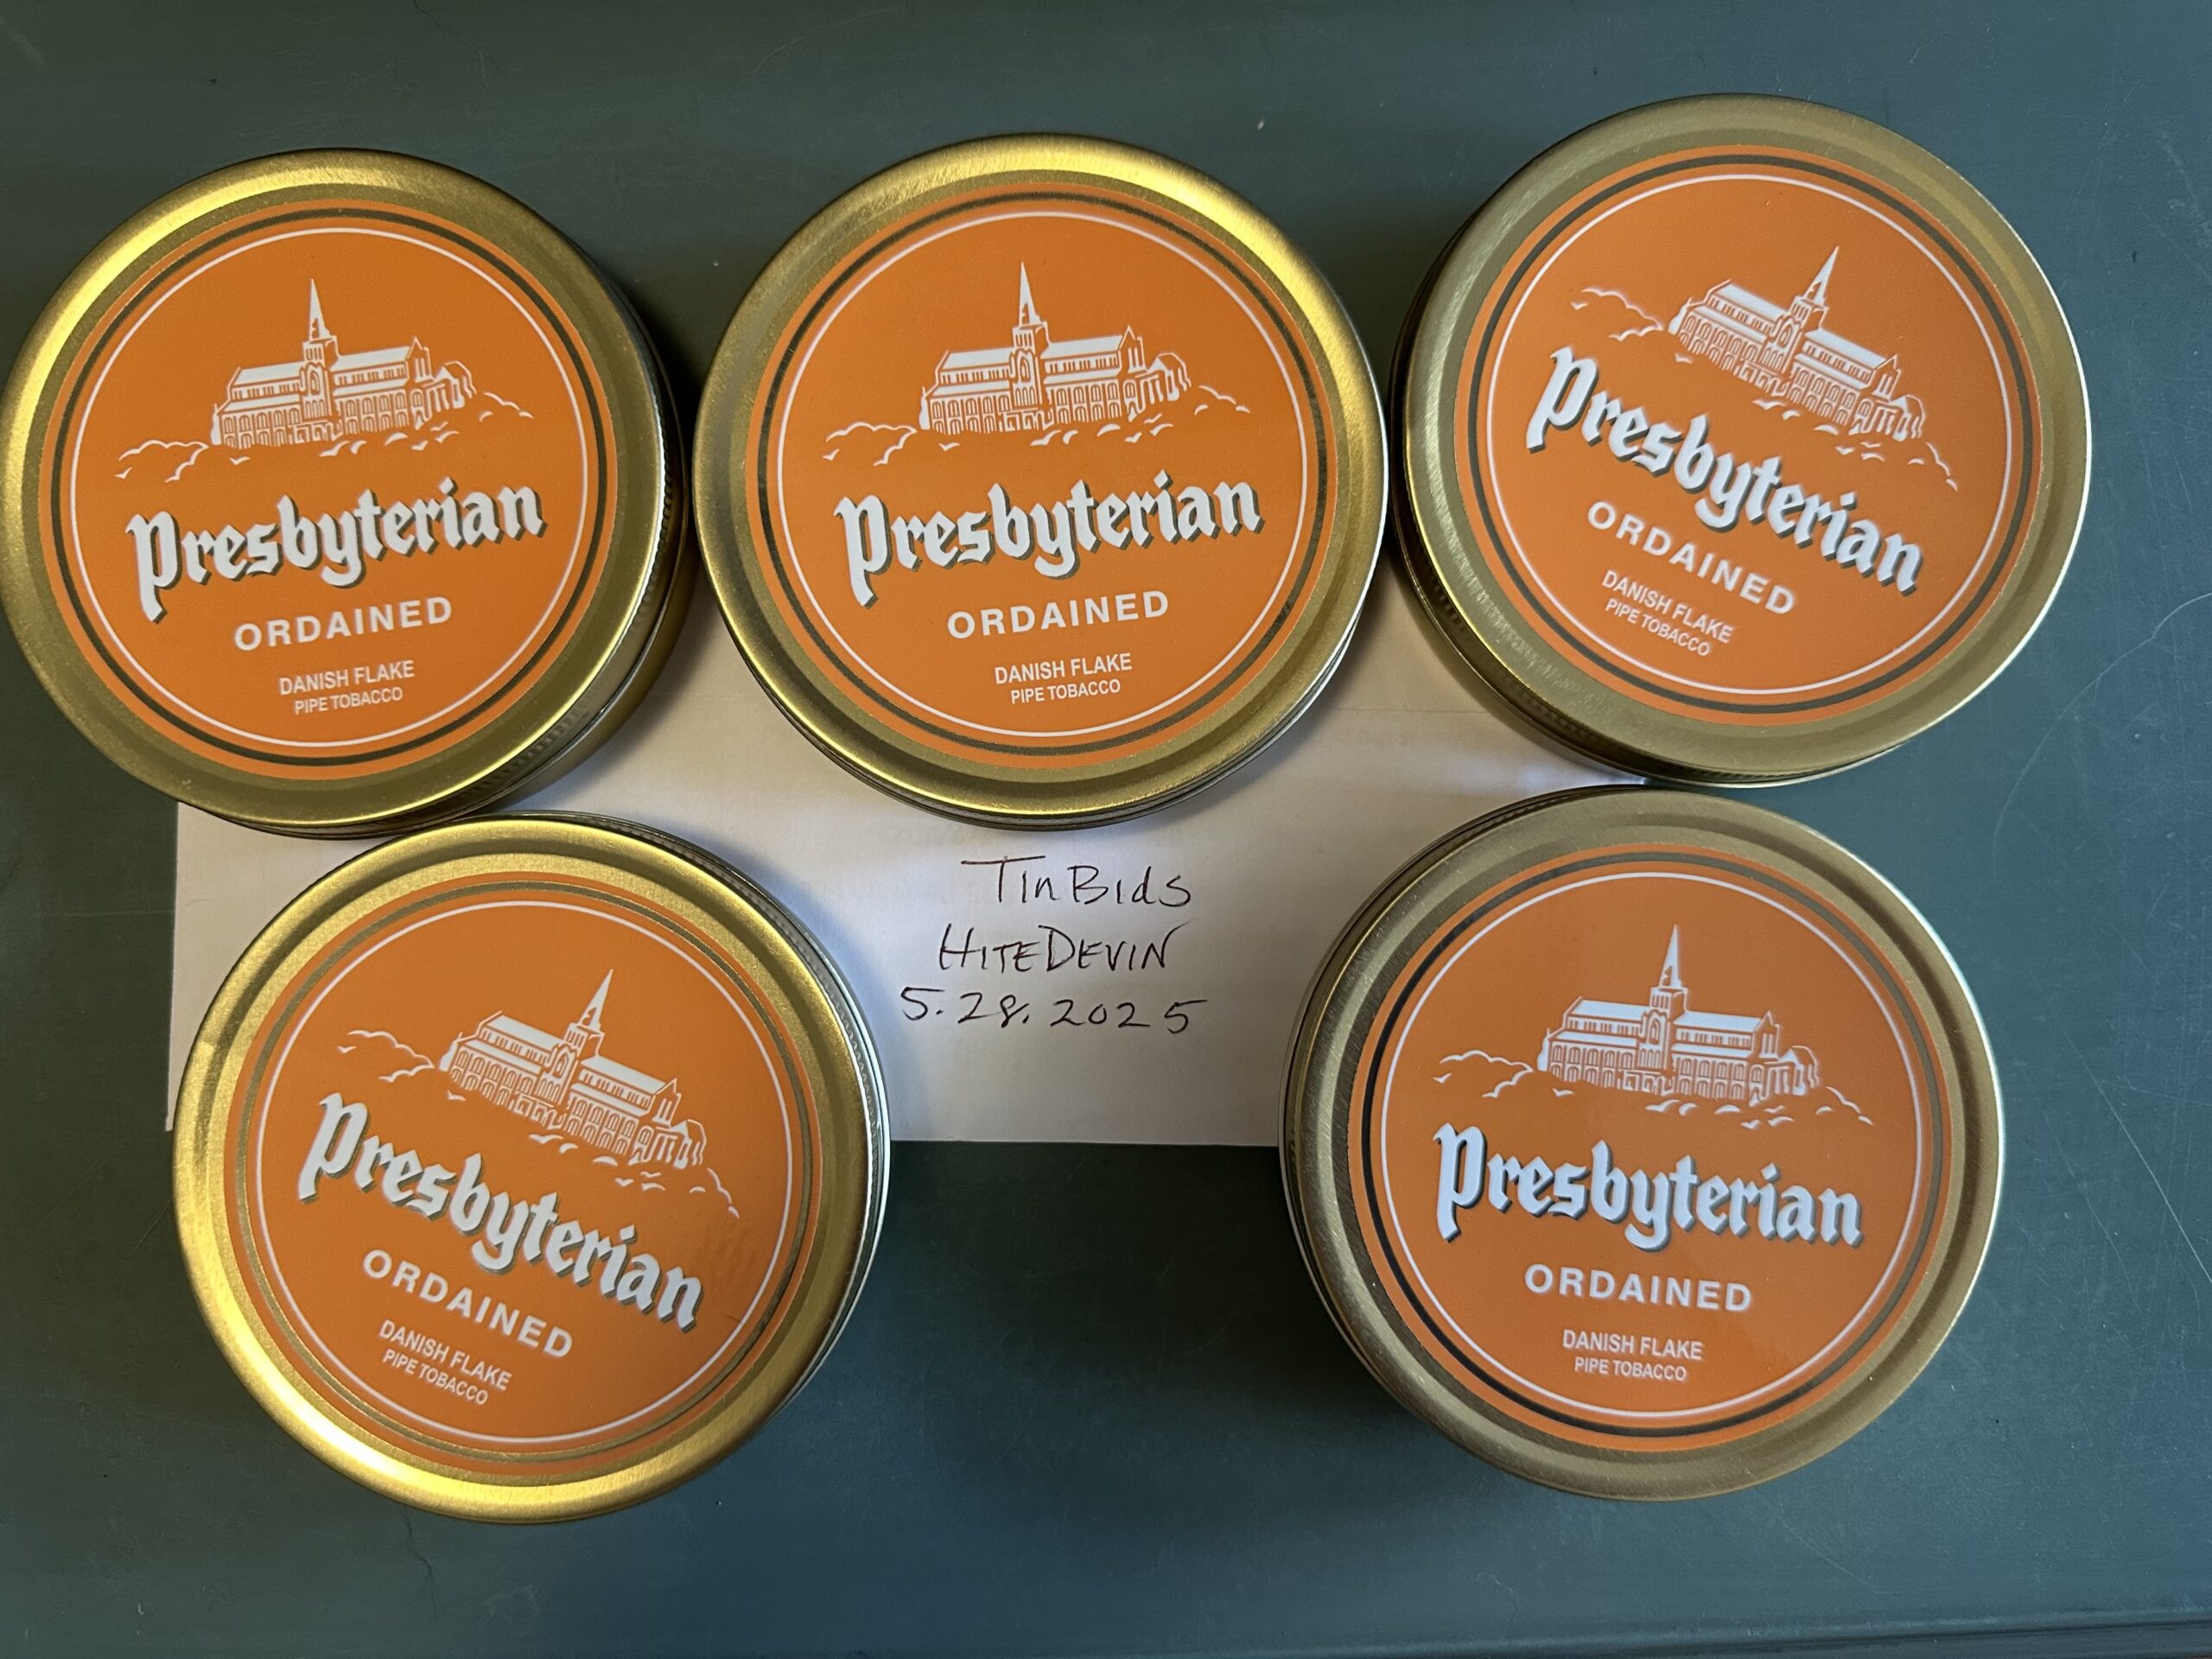 Presbyterian
ORDAINED
DANISH FLAKE
PIPE TOBACCO
Presbyterian
ORDAINED
DANISH FLAKE
PIPE TOBACCO
Presbyterian
ORDAINED
DANISH FLAKE
PIPE TOBACCO
TinBids
HITEDEVIN
5.28.2025
Presbyterian
ORDAINED
DANISH FLAKE
PIPE TOBACCO
Presbyterian
ORDAINED
DANISH FLAKE
PIPE TOBACCO